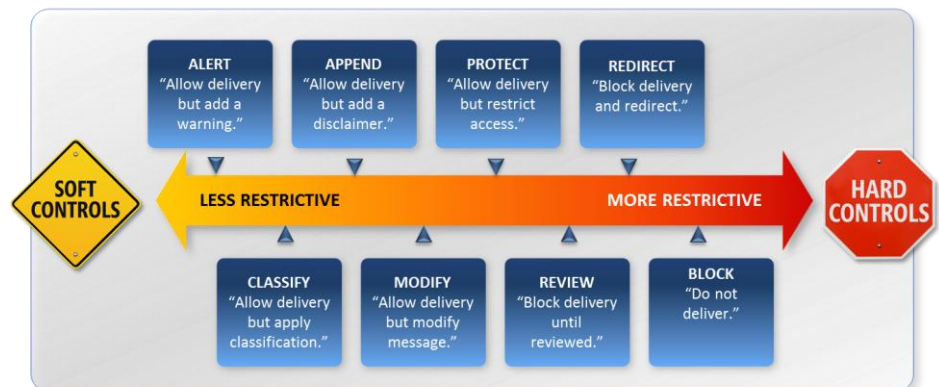 ALERT
“Allow delivery
but add a
warning.”
APPEND
“Allow delivery
but add a
disclaimer.”
PROTECT
“Allow delivery
but restrict
access.”
REDIRECT
“Block delivery
and redirect.”
SOFT
CONTROLS
LESS RESTRICTIVE
MORE RESTRICTIVE
HARD
CONTROLS
CLASSIFY
“Allow delivery
but apply
classification.”
MODIFY
“Allow delivery
but modify
message.”
REVIEW
“Block delivery
until
reviewed.”
BLOCK
“Do not
deliver.”